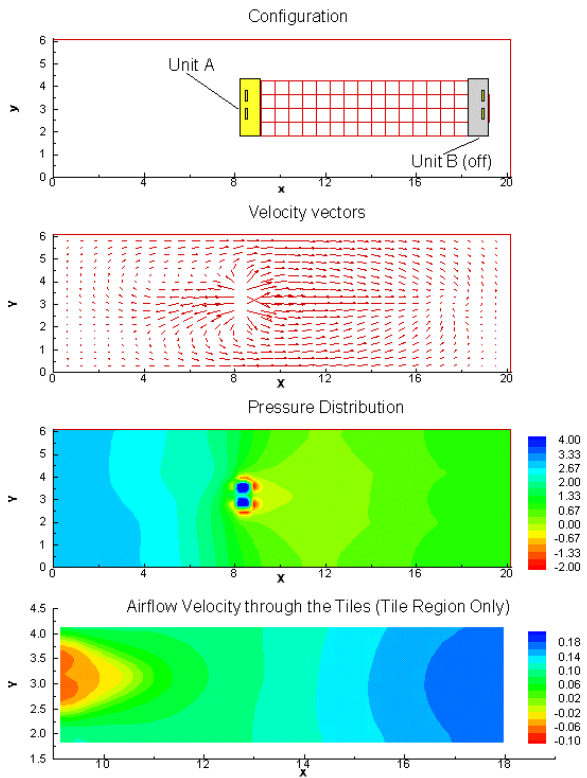 Configuration
6
5
4
3
2
1
0
y
Unit A
Unit B (off)
0 4 8 12 16 20
x
Velocity vectors
6
5
4
3
2
1
0
Y
0 4 8 12 16 20
X
Pressure Distribution
6
5
4
3
2
1
0
Y
0 4 8 12 16 20
X
4.00
3.33
2.67
2.00
1.33
0.67
0.00
-0.67
-1.33
-2.00
Airflow Velocity through the Tiles (Tile Region Only)
4.5
4.0
3.5
3.0
2.5
2.0
1.5
Y
10 12 14 16 18
X
0.18
0.14
0.10
0.06
0.02
-0.02
-0.06
-0.10